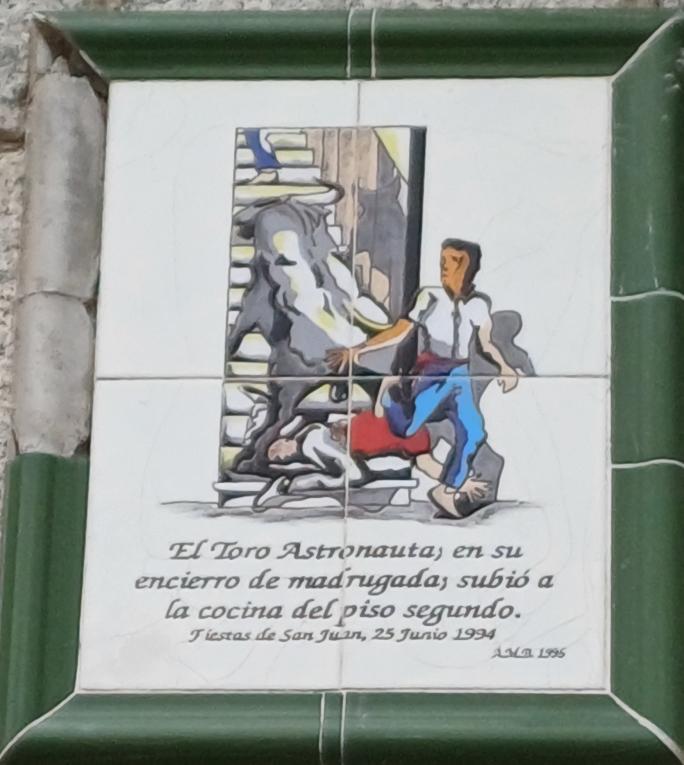 El Toro Astronauta; en su
encierro de madrugada; subió a
la cocina del piso segundo.
Fiestas de San Juan, 25 Junio 1994
A.M.B. 1995